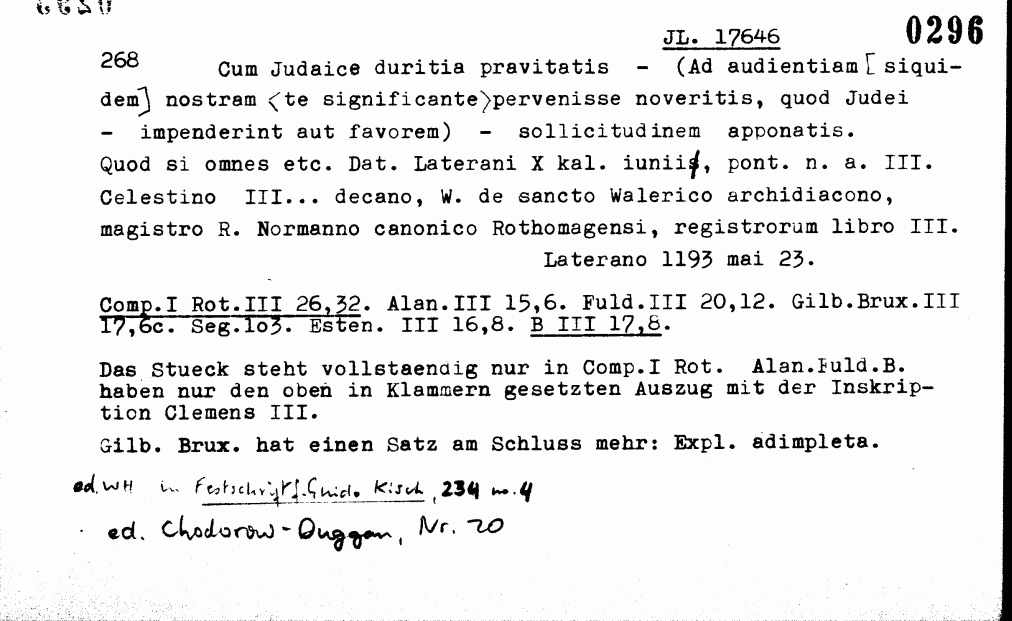 0296
JL. 17646
268 Cum Judaice duritia pravitatis - (Ad audientiam [ siqui-
dem] nostram <te significante>pervenisse noveritis, quod Judei
- impenderint aut favorem) - sollicitudinem apponatis.
Quod si omnes etc. Dat. Laterani X kal. iunii, pont. n. a. III.
Celestino III... decano, W. de sancto Walerico archidiacono,
magistro R. Normanno canonico Rothomagensi, registrorum libro III.
Laterano 1193 mai 23.
Comp.I Rot.III 26,32. Alan.III 15,6. Fuld.III 20,12. Gilb.Brux.III
17,6c. Seg.1o3. Esten. III 16,8. B III 17,8.
Das Stueck steht vollstaendig nur in Comp.I Rot. Alan.Fuld.B.
haben nur den oben in Klammern gesetzten Auszug mit der Inskrip-
tion Clemens III.
Gilb. Brux. hat einen Satz am Schluss mehr: Expl. adimpleta.
ed. WH in Festschrift f. Guido Kisch, 234 no. 4
ed. Chodorow-Duggan, Nr. 20